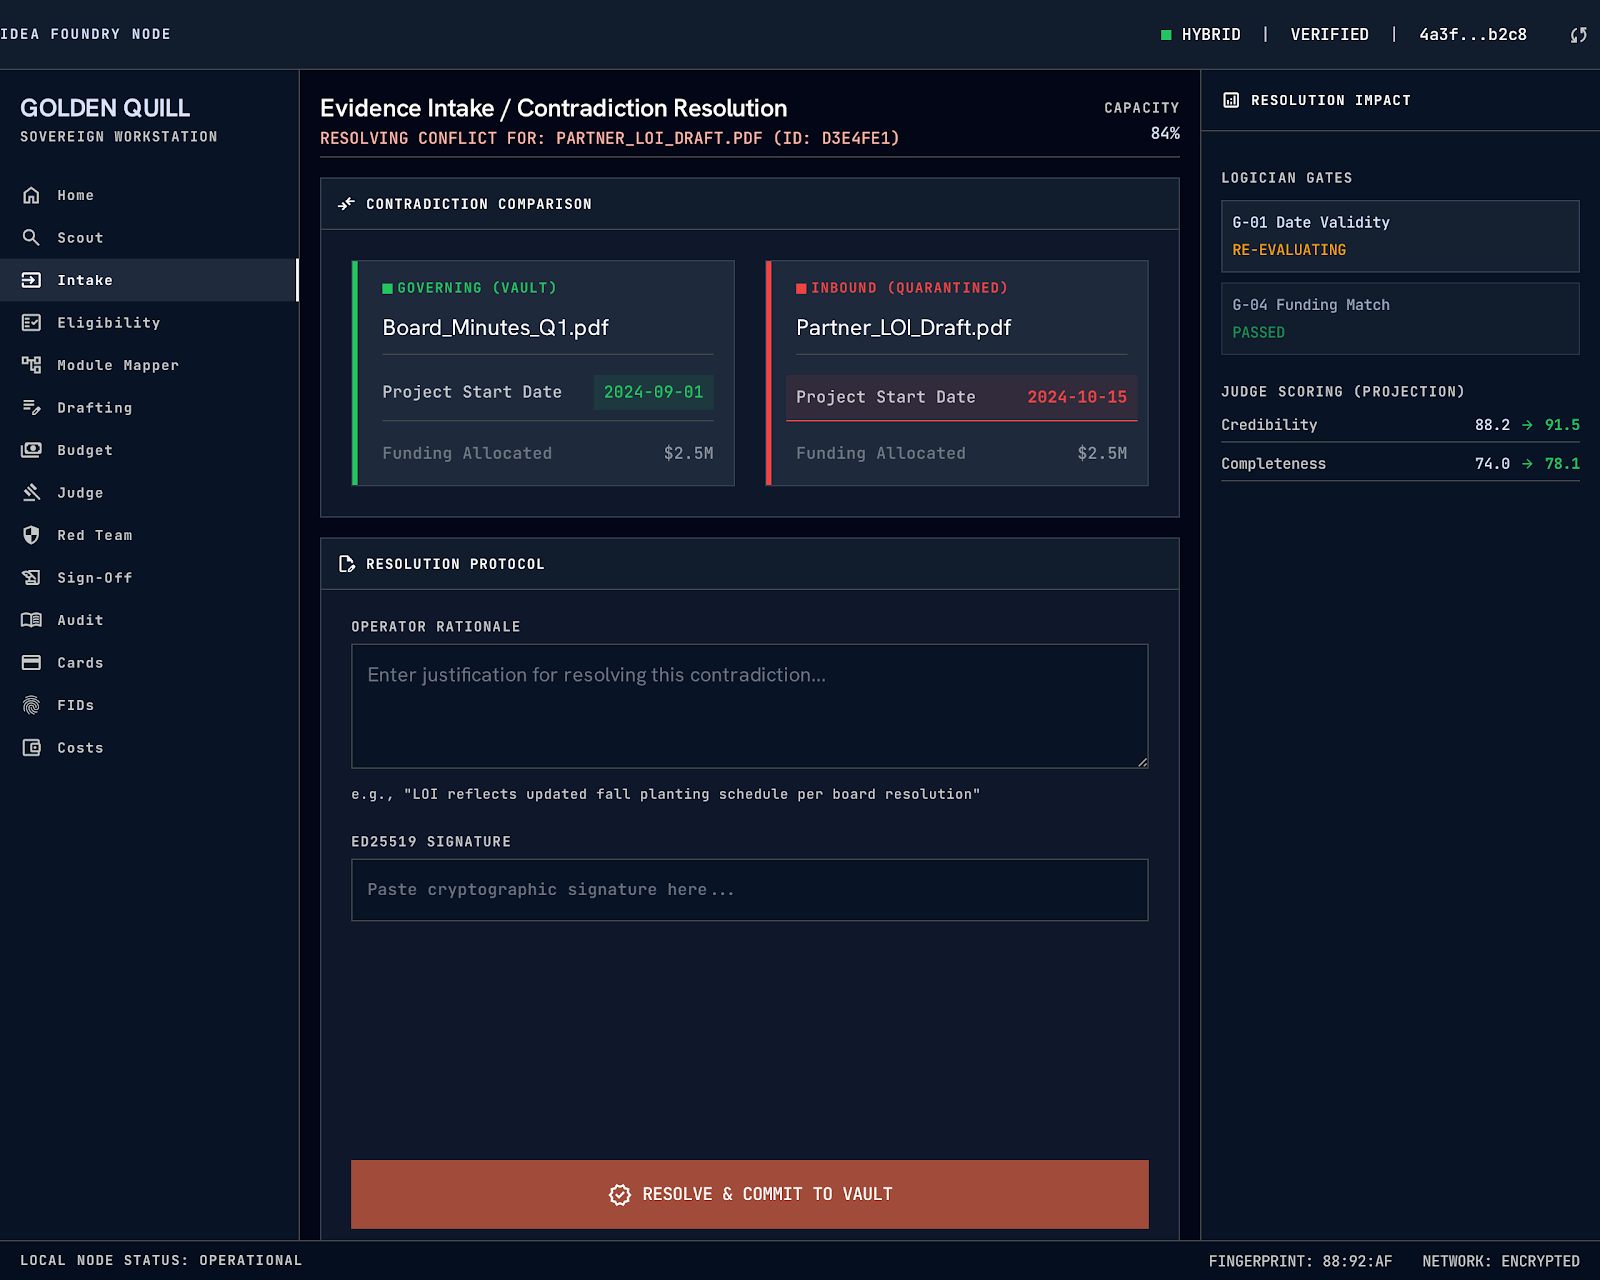 IDEA FOUNDRY NODE
HYBRID | VERIFIED | 4a3f...b2c8
GOLDEN QUILL
SOVEREIGN WORKSTATION
Home
Scout
Intake
Eligibility
Module Mapper
Drafting
Budget
Judge
Red Team
Sign-Off
Audit
Cards
FIDs
Costs
Evidence Intake / Contradiction Resolution
RESOLVING CONFLICT FOR: PARTNER_LOI_DRAFT.PDF (ID: D3E4FE1)
CAPACITY
84%
CONTRADICTION COMPARISON
GOVERNING (VAULT)
Board_Minutes_Q1.pdf
Project Start Date 2024-09-01
Funding Allocated $2.5M
INBOUND (QUARANTINED)
Partner_LOI_Draft.pdf
Project Start Date 2024-10-15
Funding Allocated $2.5M
RESOLUTION PROTOCOL
OPERATOR RATIONALE
Enter justification for resolving this contradiction...
e.g., "LOI reflects updated fall planting schedule per board resolution"
ED25519 SIGNATURE
Paste cryptographic signature here...
RESOLVE & COMMIT TO VAULT
RESOLUTION IMPACT
LOGICIAN GATES
G-01 Date Validity
RE-EVALUATING
G-04 Funding Match
PASSED
JUDGE SCORING (PROJECTION)
Credibility 88.2 → 91.5
Completeness 74.0 → 78.1
LOCAL NODE STATUS: OPERATIONAL
FINGERPRINT: 88:92:AF NETWORK: ENCRYPTED